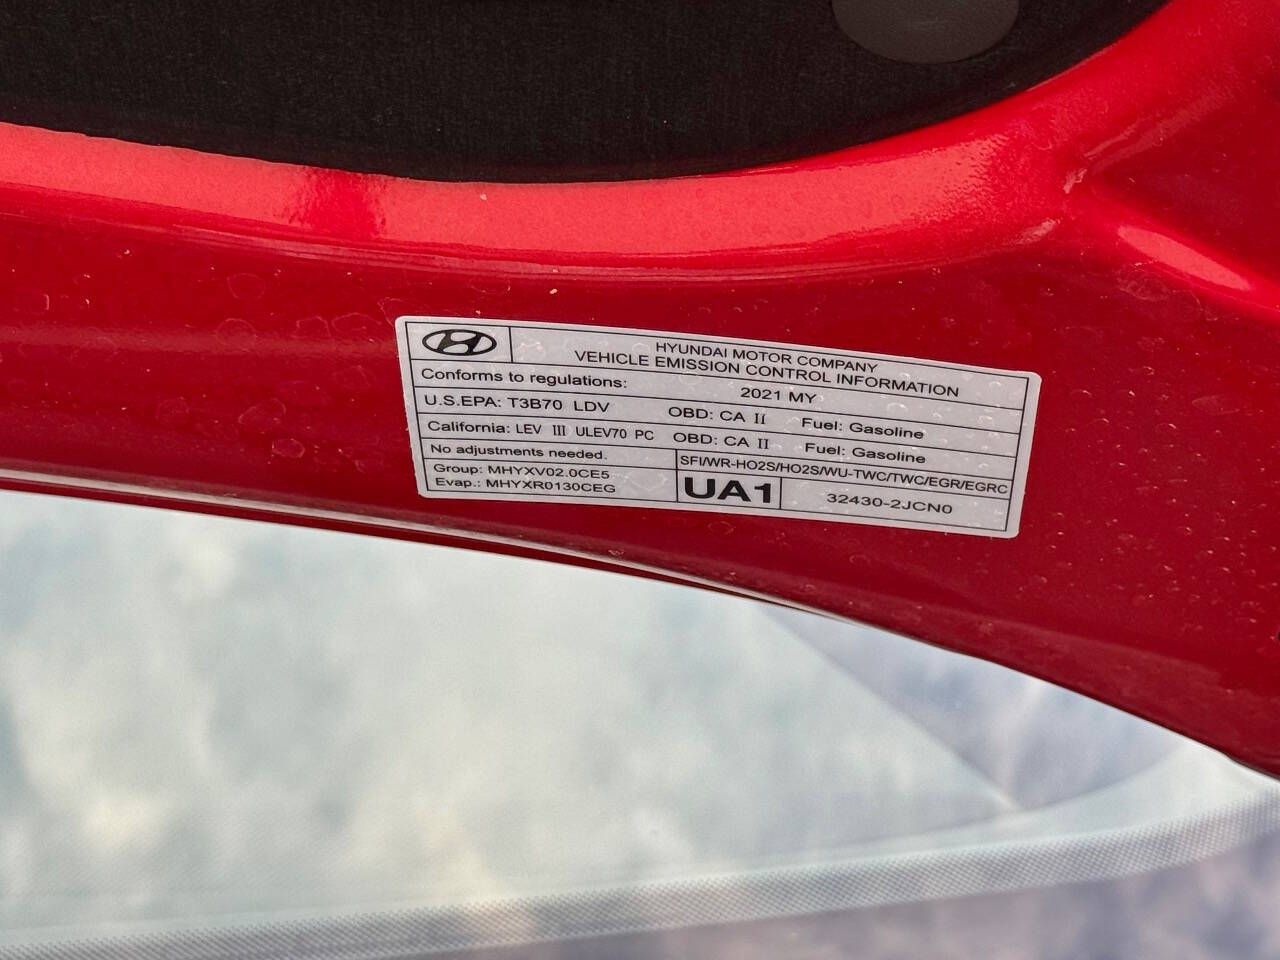 HYUNDAI MOTOR COMPANY
VEHICLE EMISSION CONTROL INFORMATION
Conforms to regulations: 2021 MY
U.S.EPA: T3B70 LDV OBD: CA II Fuel: Gasoline
California: LEV III ULEV70 PC OBD: CA II Fuel: Gasoline
No adjustments needed.
SFI/WR-HO2S/HO2S/WU-TWC/TWC/EGR/EGRC
Group: MHYXV02.0CE5
Evap.: MHYXR0130CEG
UA1 32430-2JCN0